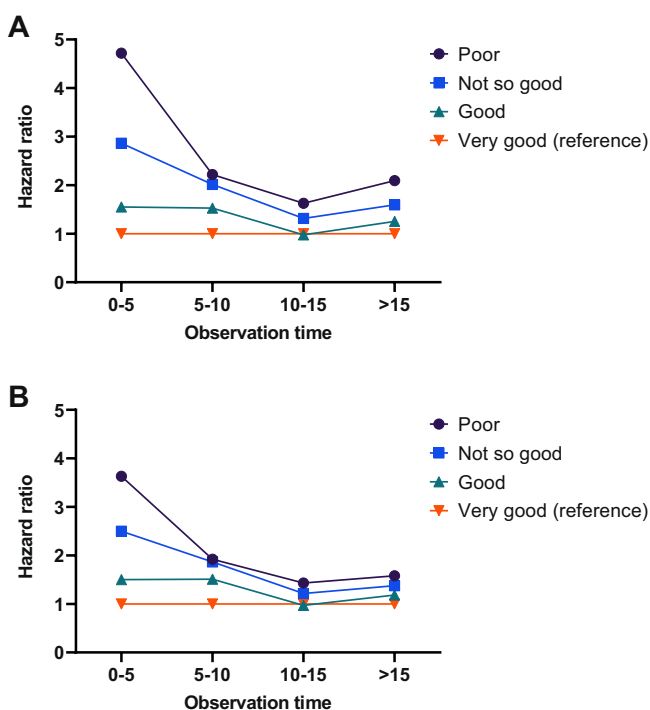 A
5
4
3
2
1
0
Hazard ratio
0-5
5-10
10-15
>15
Observation time
Poor
Not so good
Good
Very good (reference)
B
5
4
3
2
1
0
Hazard ratio
0-5
5-10
10-15
>15
Observation time
Poor
Not so good
Good
Very good (reference)